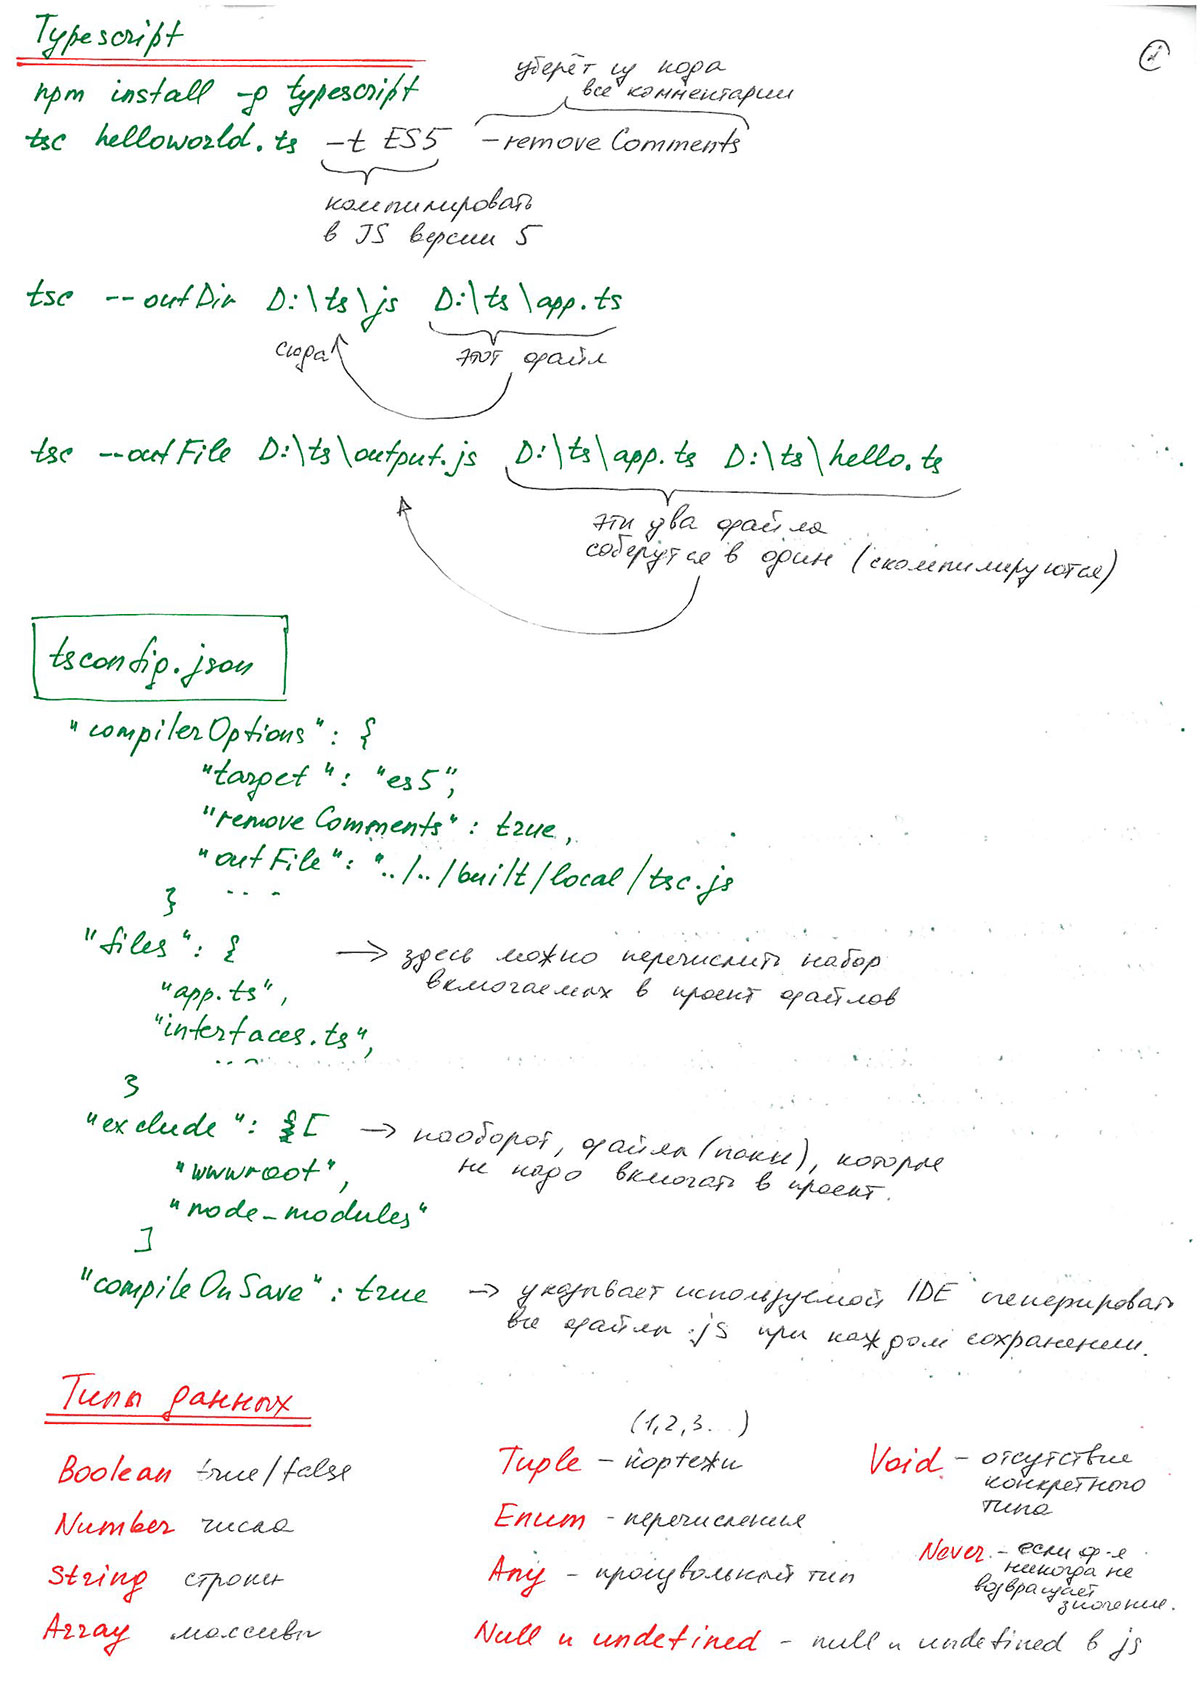 Typescript
1
npm install -g typescript
уберёт из кода
все комментарии
tsc helloworld.ts -t ES5 -removeComments
компилировать
в JS версии 5
tsc --outDir D:\ts\js D:\ts\app.ts
сюда этот файл
tsc --outFile D:\ts\output.js D:\ts\app.ts D:\ts\hello.ts
эти два файла
соберутся в один (скомпилируются)
tsconfig.json
"compilerOptions": {
"target": "es5",
"removeComments": true,
"outFile": "../../built/local/tsc.js
...
}
"files": { → здесь можно перечислить набор
включаемых в проект файлов
"app.ts",
"interfaces.ts",
...
}
"exclude": [ → наоборот, файлы (папки), которые
не надо включать в проект.
"wwwroot",
"node_modules"
]
"compileOnSave": true → указывает используемой IDE генерировать
все файлы .js при каждом сохранении.
Типы данных
(1,2,3...)
Boolean true/false
Number числа
String строки
Array массивы
Tuple - кортежи
Enum - перечисления
Any - произвольный тип
Null и undefined - null и undefined в js
Void - отсутствие
конкретного
типа
Never - если ф-я
никогда не
возвращает
значение.